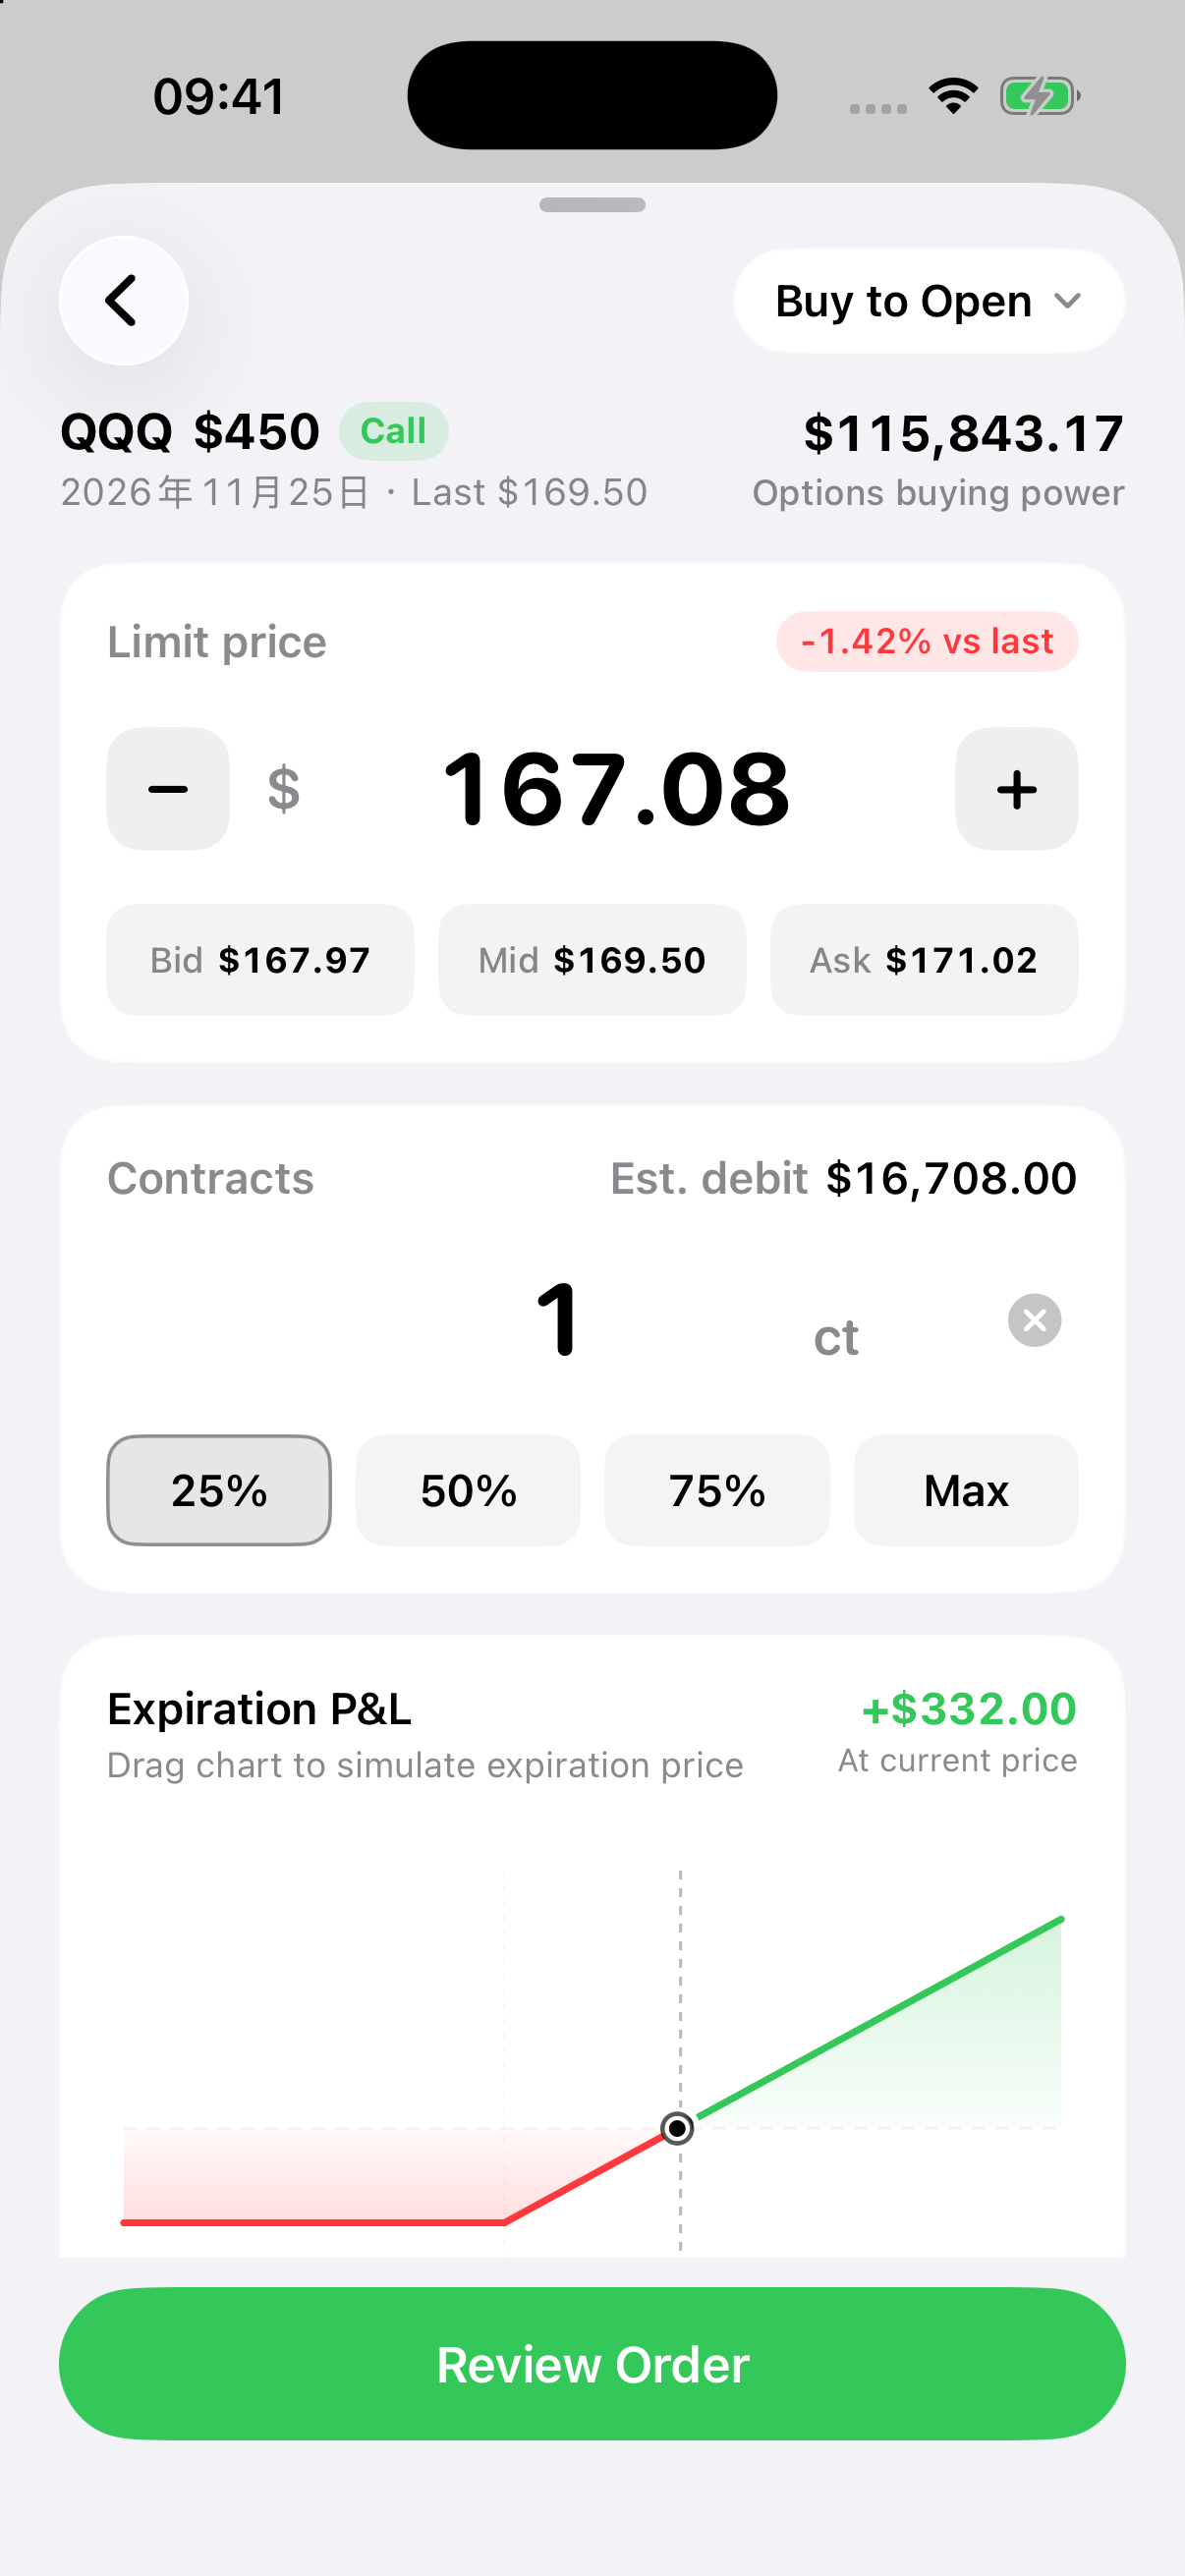 09:41
Buy to Open
QQQ $450 Call
$115,843.17
2026年11月25日 · Last $169.50
Options buying power
Limit price
-1.42% vs last
$ 167.08
Bid $167.97
Mid $169.50
Ask $171.02
Contracts
Est. debit $16,708.00
1 ct
25%
50%
75%
Max
Expiration P&L
+$332.00
Drag chart to simulate expiration price
At current price
Review Order